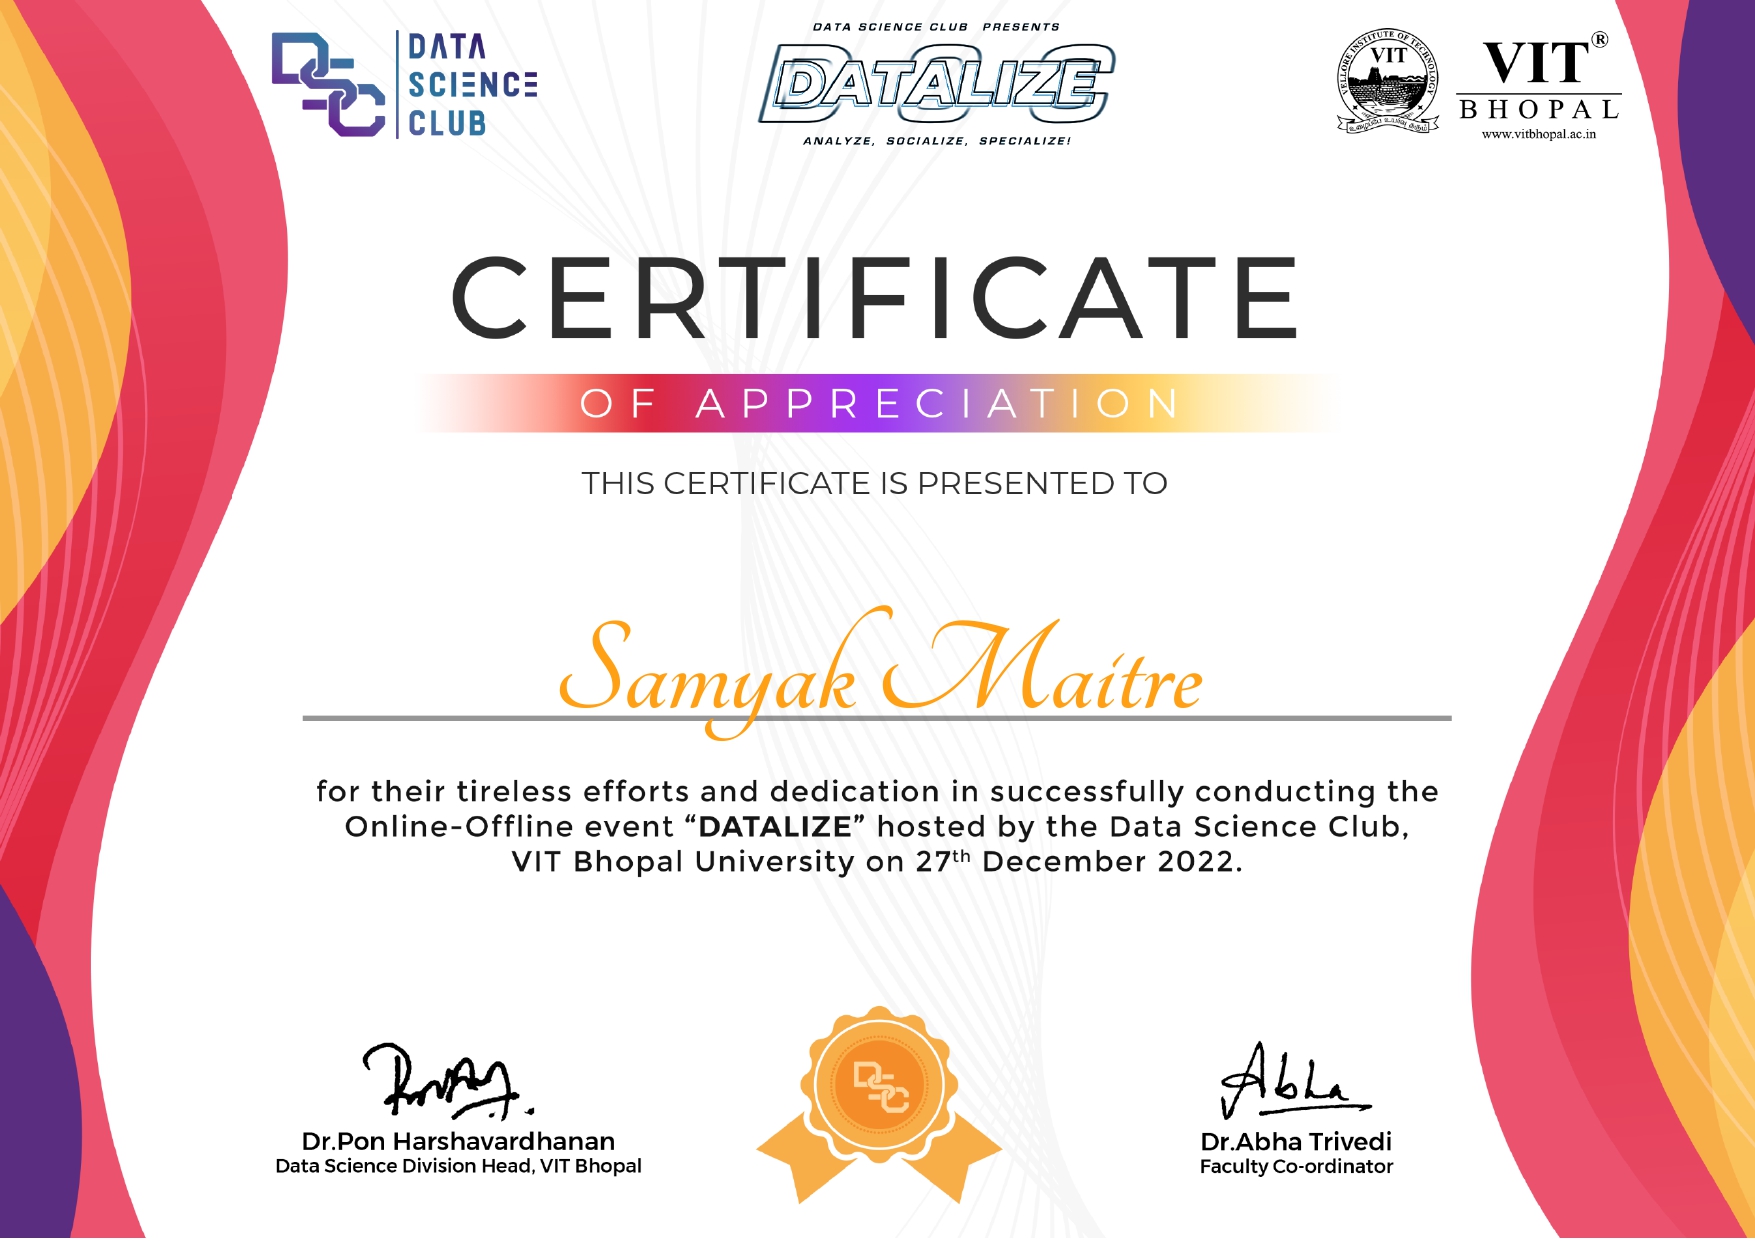 DATA
SCIENCE
CLUB
DATA SCIENCE CLUB PRESENTS
DSC
DATALIZE
ANALYZE, SOCIALIZE, SPECIALIZE!
VELLORE INSTITUTE OF TECHNOLOGY
VIT
VIT®
BHOPAL
www.vitbhopal.ac.in
CERTIFICATE
OF APPRECIATION
THIS CERTIFICATE IS PRESENTED TO
Samyak Maitre
for their tireless efforts and dedication in successfully conducting the
Online-Offline event “DATALIZE” hosted by the Data Science Club,
VIT Bhopal University on 27th December 2022.
DSC
Abha
Dr.Pon Harshavardhanan
Data Science Division Head, VIT Bhopal
Dr.Abha Trivedi
Faculty Co-ordinator